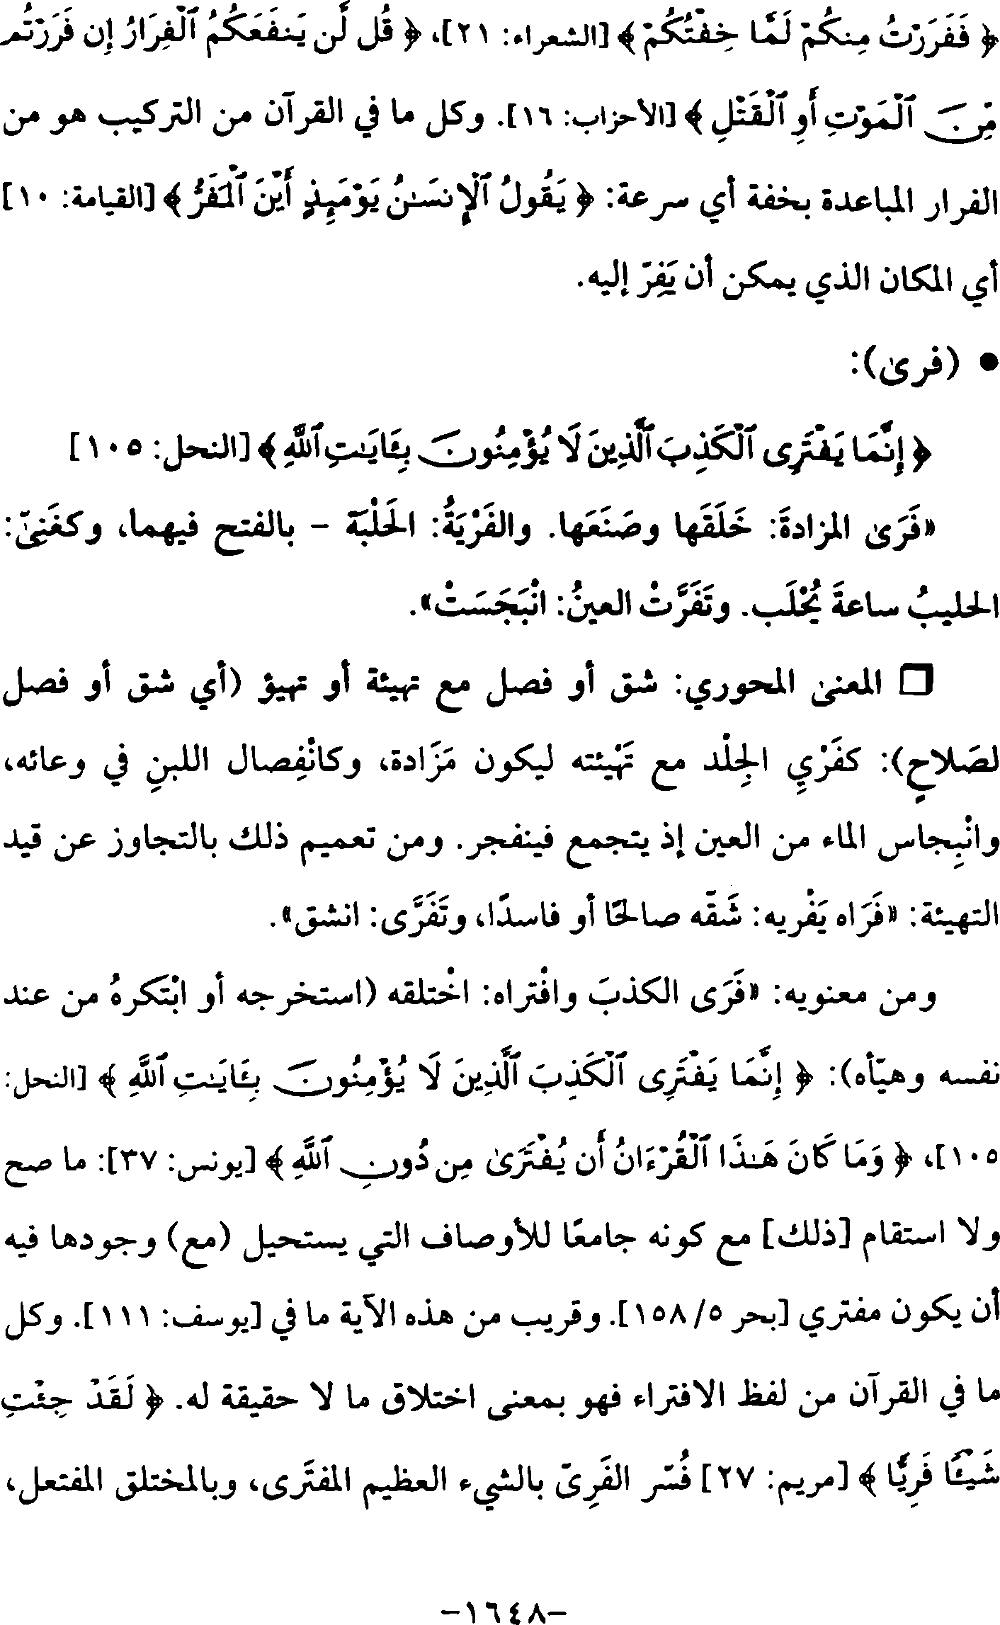 ﴿ فَفَرَرْتُ مِنكُمْ لَمَّا خِفْتُكُمْ ﴾ [الشعراء: ٢١]، ﴿ قُل لَّن يَنفَعَكُمُ ٱلْفِرَارُ إِن فَرَرْتُم
مِّنَ ٱلْمَوْتِ أَوِ ٱلْقَتْلِ ﴾ [الأحزاب: ١٦]. وكل ما في القرآن من التركيب هو من
الفرار المباعدة بخفة أي سرعة: ﴿ يَقُولُ ٱلْإِنسَـٰنُ يَوْمَئِذٍ أَيْنَ ٱلْمَفَرُّ ﴾ [القيامة: ١٠]
أي المكان الذي يمكن أن يَفِرّ إليه.
• (فرىٰ):
﴿ إِنَّمَا يَفْتَرِى ٱلْكَذِبَ ٱلَّذِينَ لَا يُؤْمِنُونَ بِـَٔايَـٰتِ ٱللَّهِ ﴾ [النحل: ١٠٥]
«فَرَىٰ المزادةَ: خَلَقَها وصَنَعَها. والفَرْيَةُ: الحَلْبَة – بالفتح فيهما، وكغَنِىّ:
الحليبُ ساعةَ يُحْلَب. وتَفَرَّتْ العينُ: انْبَجَسَتْ».
□ المعنىٰ المحوري: شق أو فصل مع تهيئة أو تهيؤ (أي شق أو فصل
لصَلاحٍ): كفَرْيِ الجِلْد مع تَهْيئته ليكون مَزَادة، وكانْفِصال اللبنِ في وعائه،
وانْبِجاس الماء من العين إذ يتجمع فينفجر. ومن تعميم ذلك بالتجاوز عن قيد
التهيئة: «فَرَاه يَفْريه: شَقّه صالحًا أو فاسدًا، وتَفَرَّى: انشق».
ومن معنويه: «فَرَى الكذبَ وافْتراه: اخْتلقه (استخرجه أو ابْتكرهُ من عند
نفسه وهيّأه): ﴿ إِنَّمَا يَفْتَرِى ٱلْكَذِبَ ٱلَّذِينَ لَا يُؤْمِنُونَ بِـَٔايَـٰتِ ٱللَّهِ ﴾ [النحل:
١٠٥]، ﴿ وَمَا كَانَ هَـٰذَا ٱلْقُرْءَانُ أَن يُفْتَرَىٰ مِن دُونِ ٱللَّهِ ﴾ [يونس: ٣٧]: ما صح
ولا استقام [ذلك] مع كونه جامعًا للأوصاف التي يستحيل (مع) وجودها فيه
أن يكون مفتري [بحر ٥/ ١٥٨]. وقريب من هذه الآية ما في [يوسف: ١١١]. وكل
ما في القرآن من لفظ الافتراء فهو بمعنى اختلاق ما لا حقيقة له. ﴿ لَقَدْ جِئْتِ
شَيْـًٔا فَرِيًّا ﴾ [مريم: ٢٧] فُسّر الفَرِىّ بالشيء العظيم المفتَرى، وبالمختلق المفتعل،
–١٦٤٨–